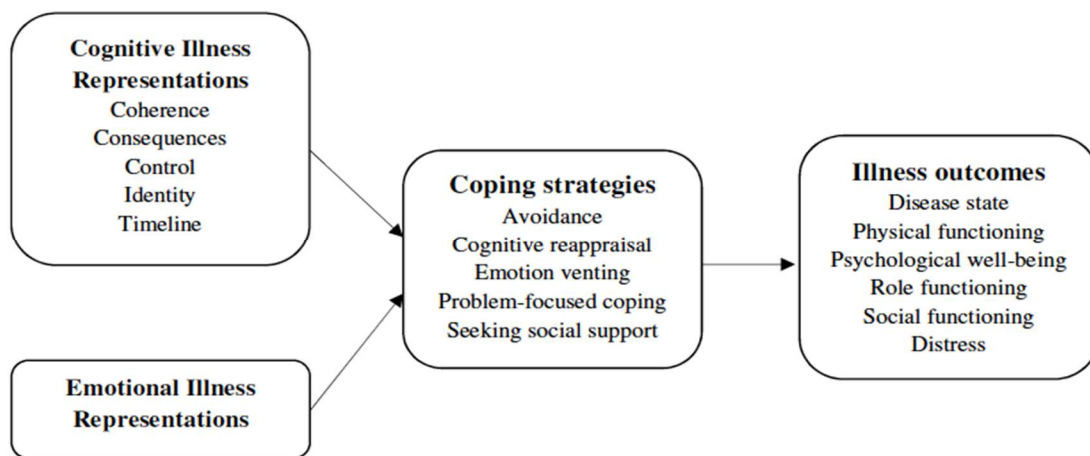 Cognitive Illness
Representations
Coherence
Consequences
Control
Identity
Timeline
Emotional Illness
Representations
Coping strategies
Avoidance
Cognitive reappraisal
Emotion venting
Problem-focused coping
Seeking social support
Illness outcomes
Disease state
Physical functioning
Psychological well-being
Role functioning
Social functioning
Distress